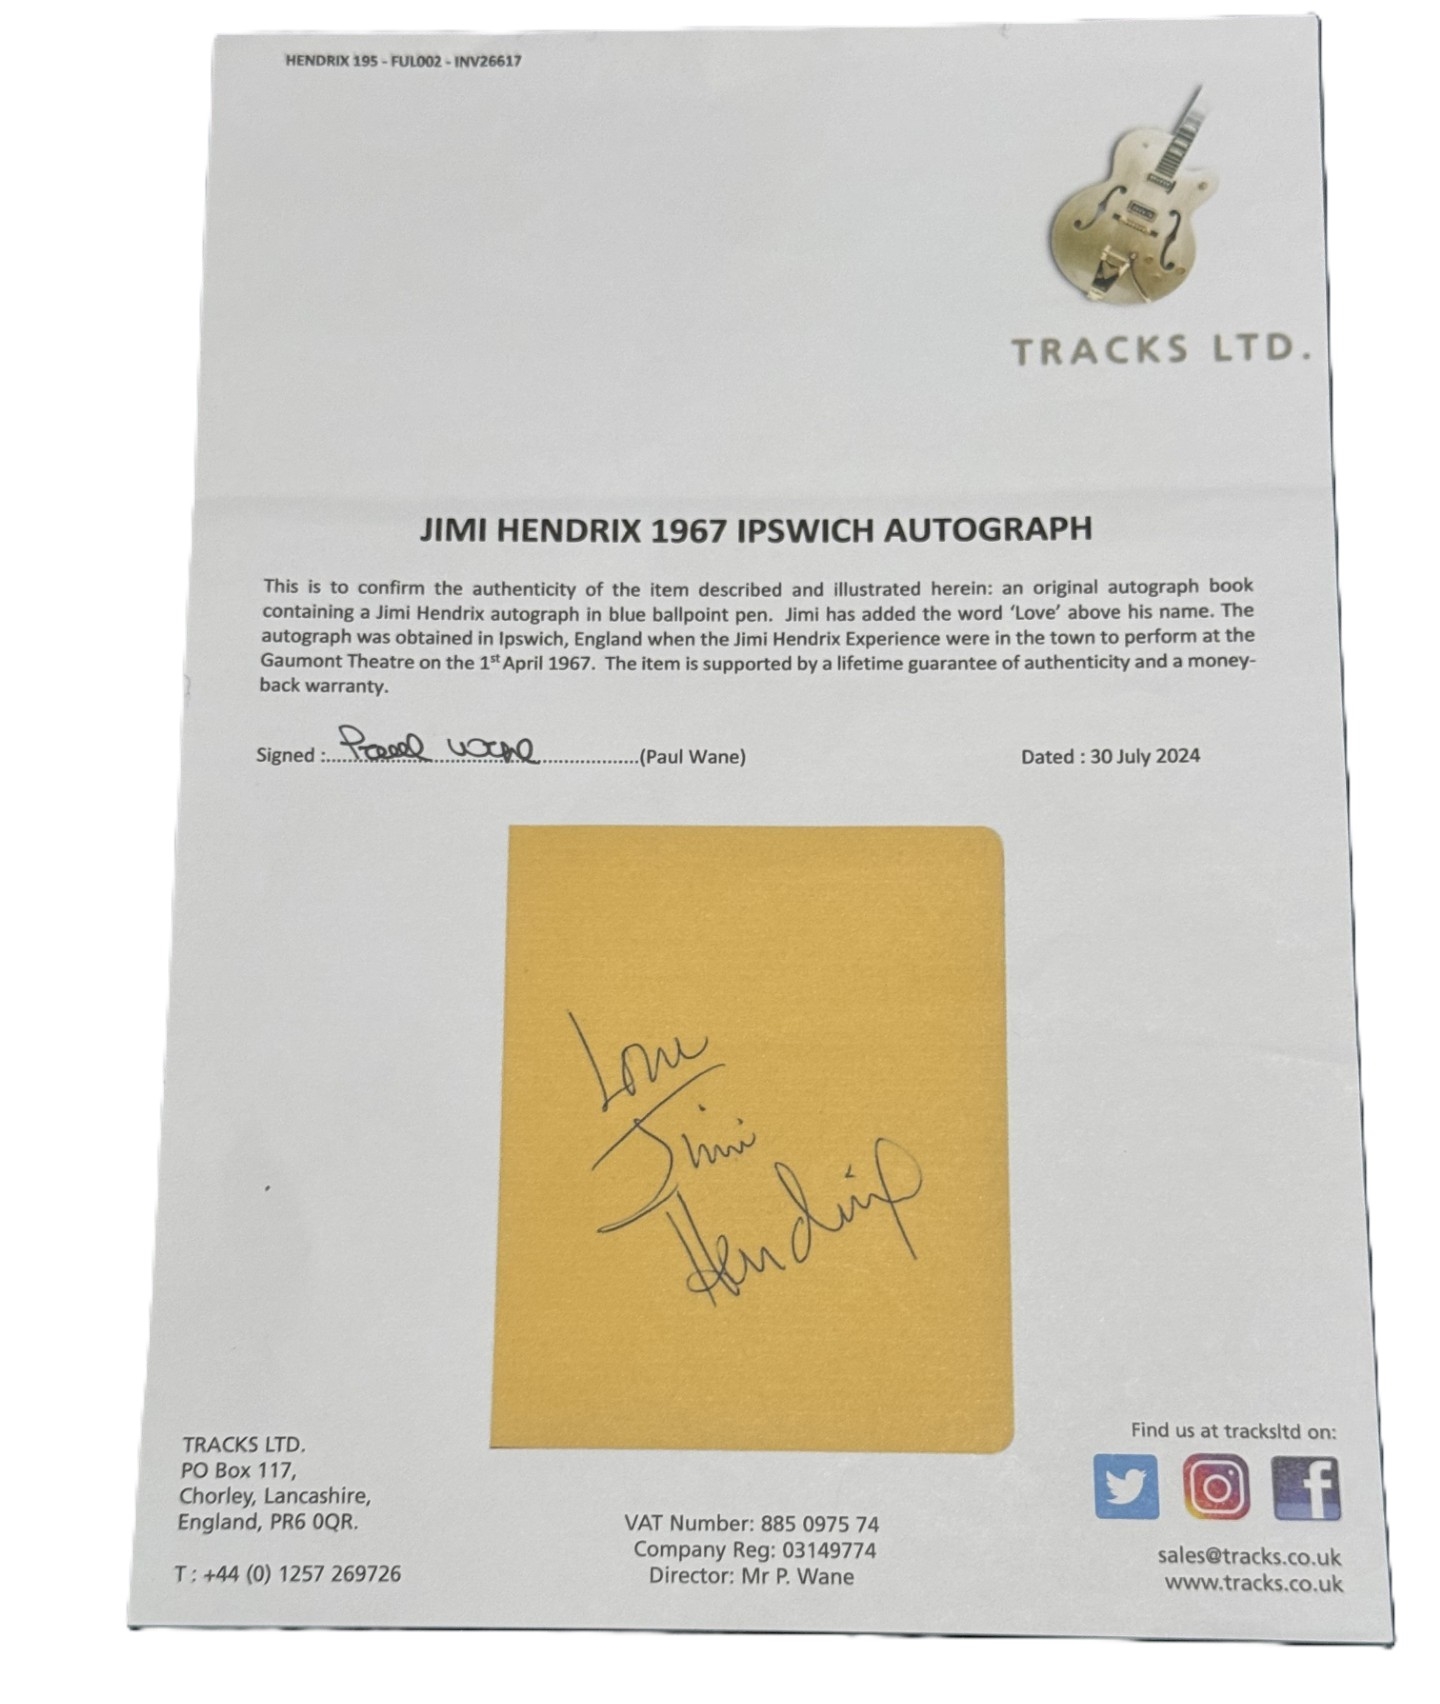 HENDRIX 195 - FUL002 - INV26617
TRACKS LTD.
JIMI HENDRIX 1967 IPSWICH AUTOGRAPH
This is to confirm the authenticity of the item described and illustrated herein: an original autograph book
containing a Jimi Hendrix autograph in blue ballpoint pen. Jimi has added the word ‘Love’ above his name. The
autograph was obtained in Ipswich, England when the Jimi Hendrix Experience were in the town to perform at the
Gaumont Theatre on the 1st April 1967. The item is supported by a lifetime guarantee of authenticity and a money-
back warranty.
Signed :....Paul Wane....................(Paul Wane) Dated : 30 July 2024
Love
Jimi
Hendrix
TRACKS LTD.
PO Box 117,
Chorley, Lancashire,
England, PR6 0QR.
T : +44 (0) 1257 269726
VAT Number: 885 0975 74
Company Reg: 03149774
Director: Mr P. Wane
Find us at tracksltd on:
sales@tracks.co.uk
www.tracks.co.uk